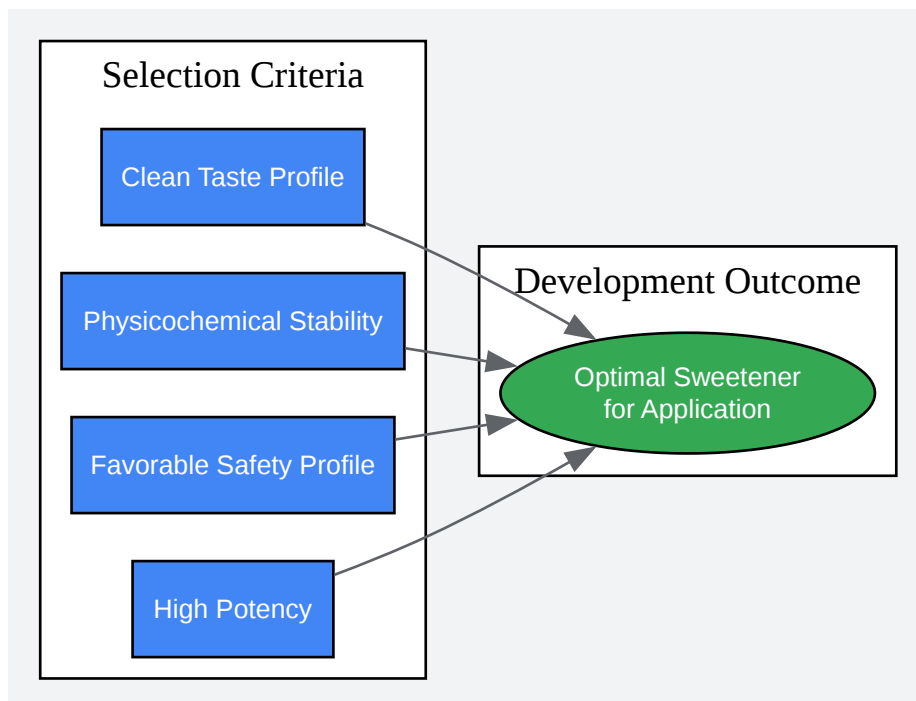 Selection Criteria
Clean Taste Profile
Physicochemical Stability
Favorable Safety Profile
High Potency
Development Outcome
Optimal Sweetener
for Application